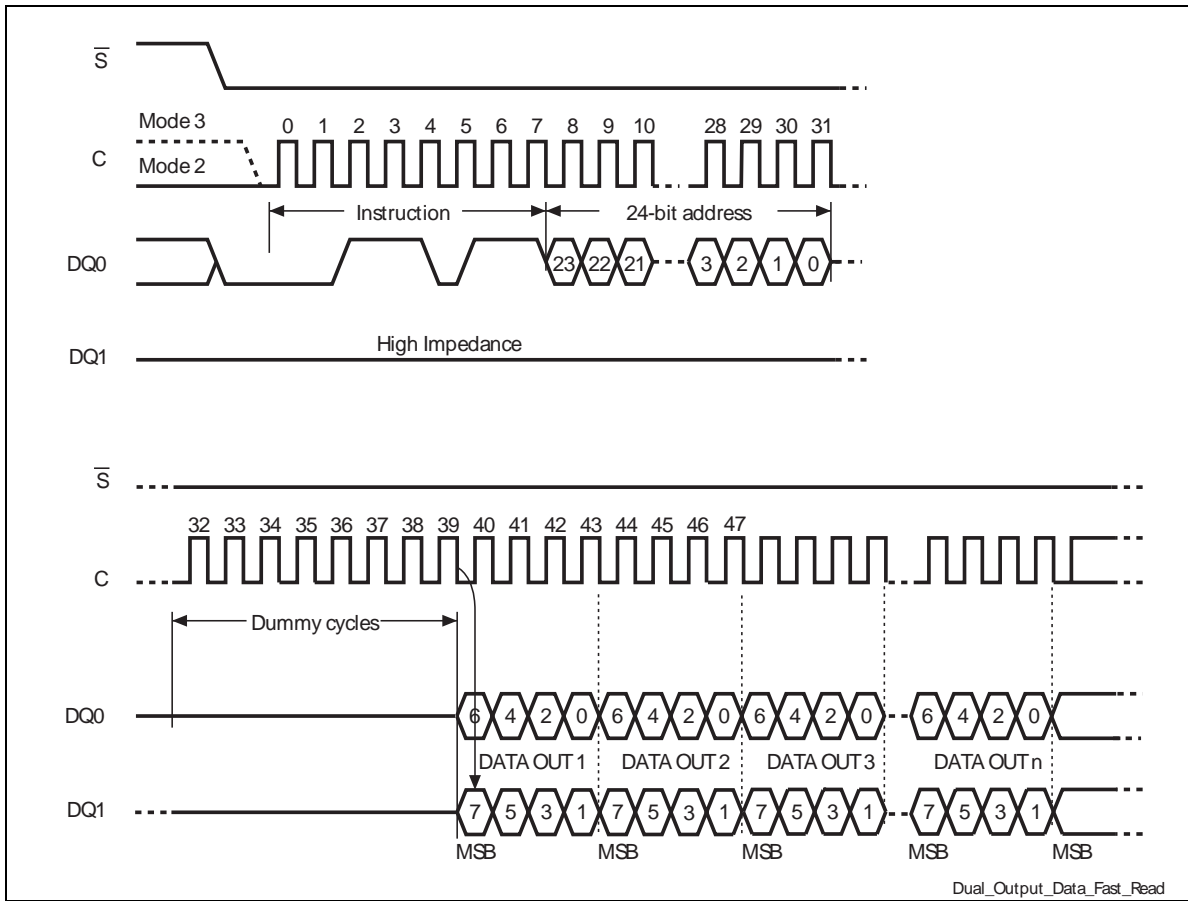 S
Mode 3
0 1 2 3 4 5 6 7 8 9 10 28 29 30 31
C
Mode 2
Instruction 24-bit address
DQ0 23 22 21 3 2 1 0
High Impedance
DQ1
S
32 33 34 35 36 37 38 39 40 41 42 43 44 45 46 47
C
Dummy cycles
DQ0 6 4 2 0 6 4 2 0 6 4 2 0 6 4 2 0
DATA OUT 1 DATA OUT 2 DATA OUT 3 DATA OUT n
DQ1 7 5 3 1 7 5 3 1 7 5 3 1 7 5 3 1
MSB MSB MSB MSB MSB
Dual_Output_Data_Fast_Read